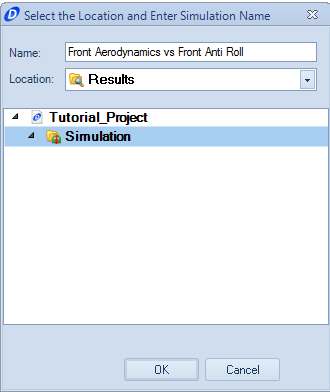 Select the Location and Enter Simulation Name
Name: Front Aerodynamics vs Front Anti Roll
Location: Results
Tutorial_Project
Simulation
OK Cancel